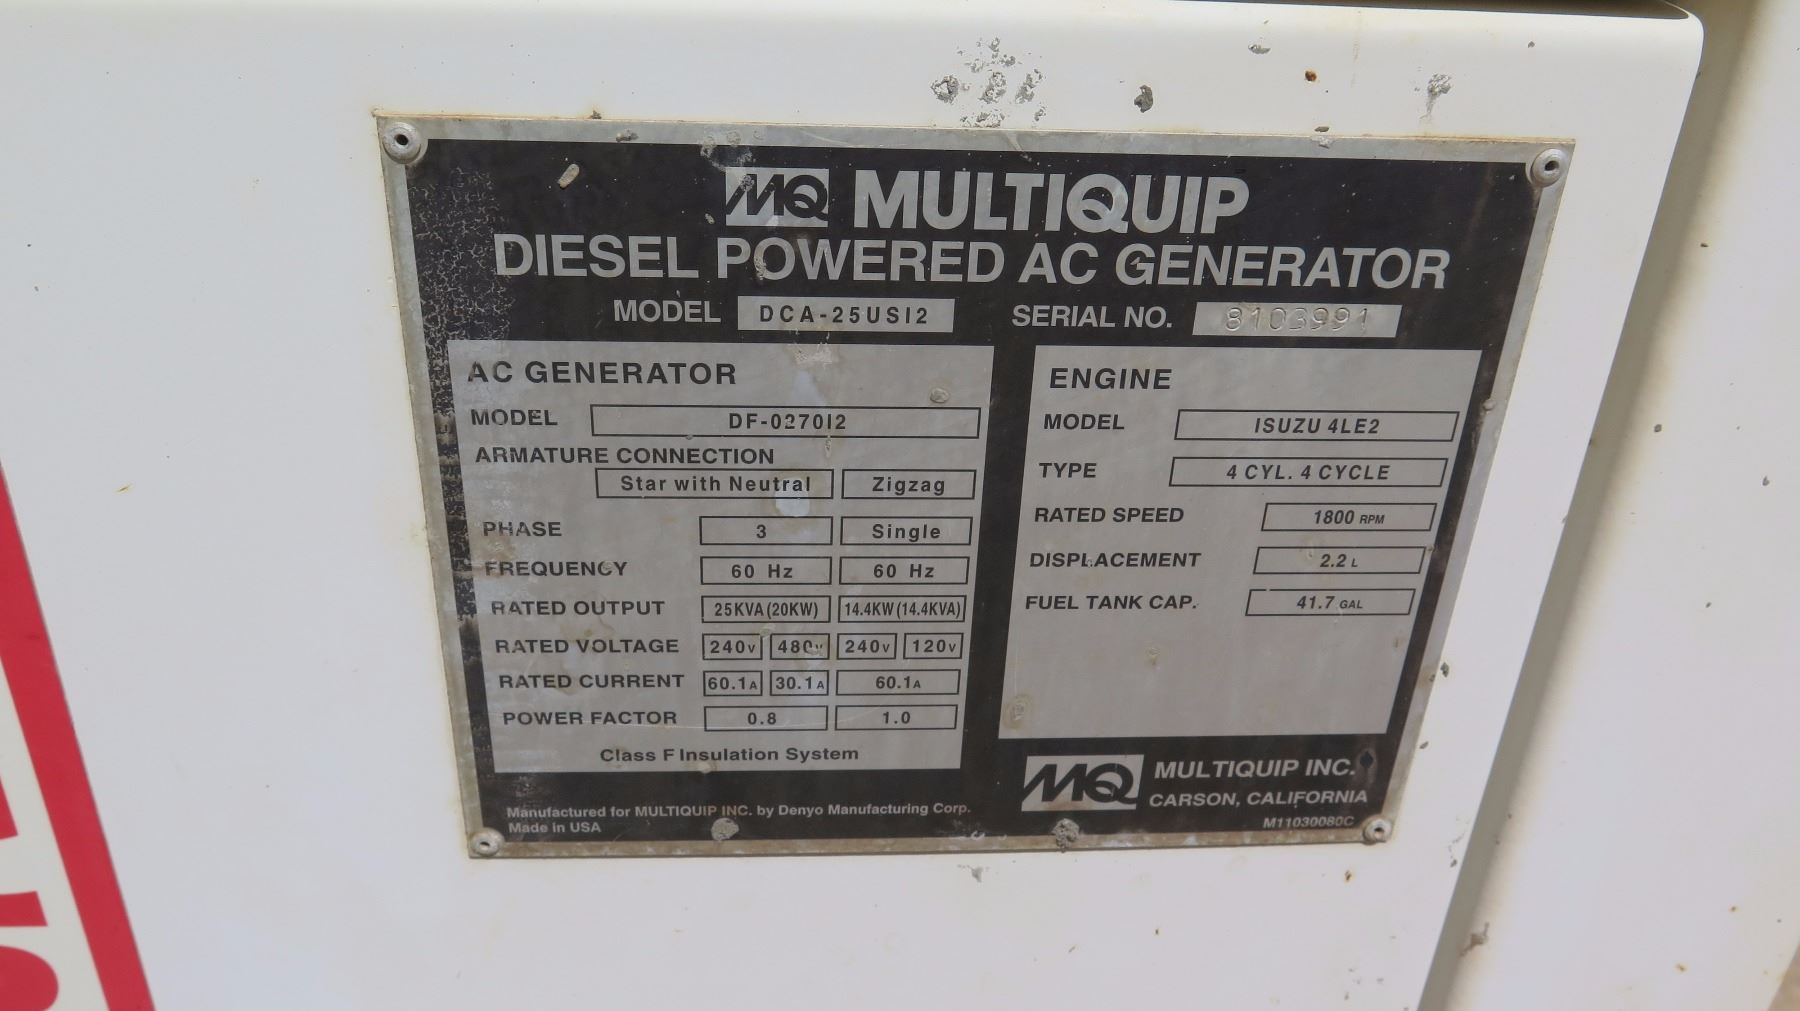 MQ MULTIQUIP
DIESEL POWERED AC GENERATOR
MODEL DCA-25USI2 SERIAL NO. 8103991
AC GENERATOR
MODEL DF-0270I2
ARMATURE CONNECTION
Star with Neutral Zigzag
PHASE 3 Single
FREQUENCY 60 Hz 60 Hz
RATED OUTPUT 25KVA (20KW) 14.4KW (14.4KVA)
RATED VOLTAGE 240V 480V 240V 120V
RATED CURRENT 60.1A 30.1A 60.1A
POWER FACTOR 0.8 1.0
Class F Insulation System
ENGINE
MODEL ISUZU 4LE2
TYPE 4 CYL. 4 CYCLE
RATED SPEED 1800 RPM
DISPLACEMENT 2.2 L
FUEL TANK CAP. 41.7 GAL
Manufactured for MULTIQUIP INC. by Denyo Manufacturing Corp.
Made in USA
MQ MULTIQUIP INC.
CARSON, CALIFORNIA
M11030080C